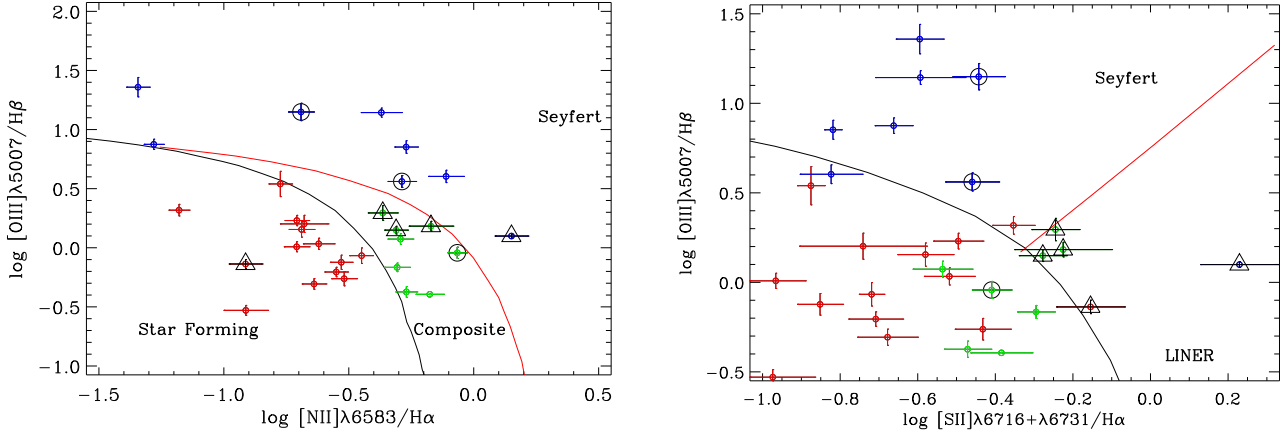 2.0
1.5
1.0
0.5
0.0
−0.5
−1.0
log [OIII]λ5007/Hβ
Seyfert
Star Forming
Composite
−1.5
−1.0
−0.5
0.0
0.5
log [NII]λ6583/Hα
1.5
1.0
0.5
0.0
−0.5
log [OIII]λ5007/Hβ
Seyfert
LINER
−1.0
−0.8
−0.6
−0.4
−0.2
0.0
0.2
log [SII]λ6716+λ6731/Hα